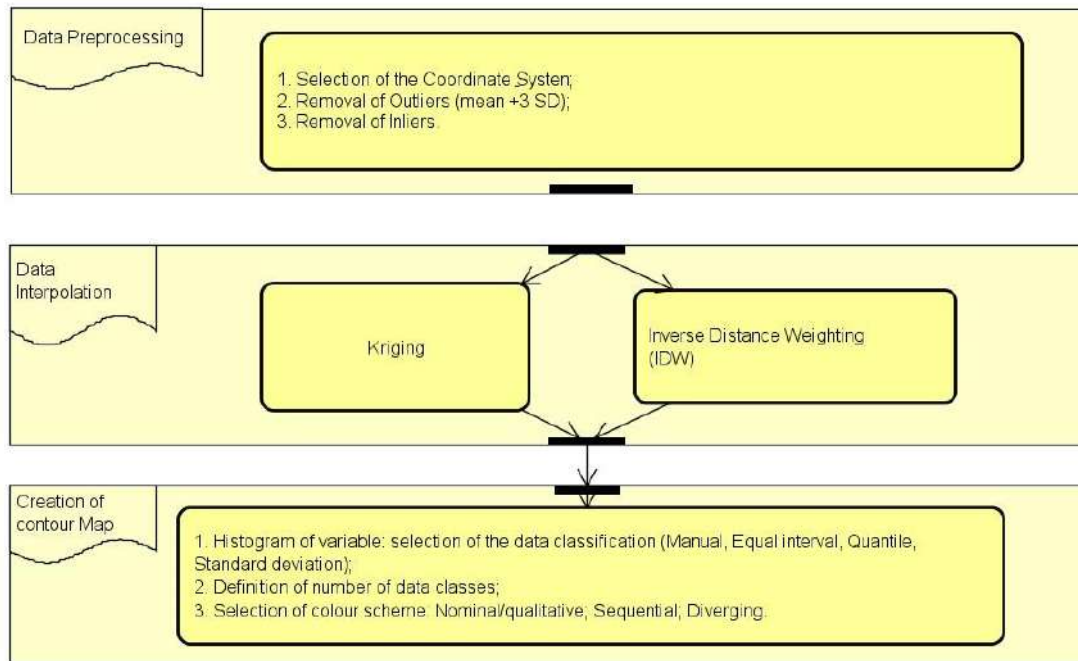 Data Preprocessing
1. Selection of the Coordinate Systen;
2. Removal of Outliers (mean +3 SD);
3. Removal of Inliers.
Data
Interpolation
Kriging
Inverse Distance Weighting
(IDW)
Creation of
contour Map
1. Histogram of variable: selection of the data classification (Manual, Equal interval, Quantile,
Standard deviation);
2. Definition of number of data classes;
3. Selection of colour scheme: Nominal/qualitative; Sequential; Diverging.